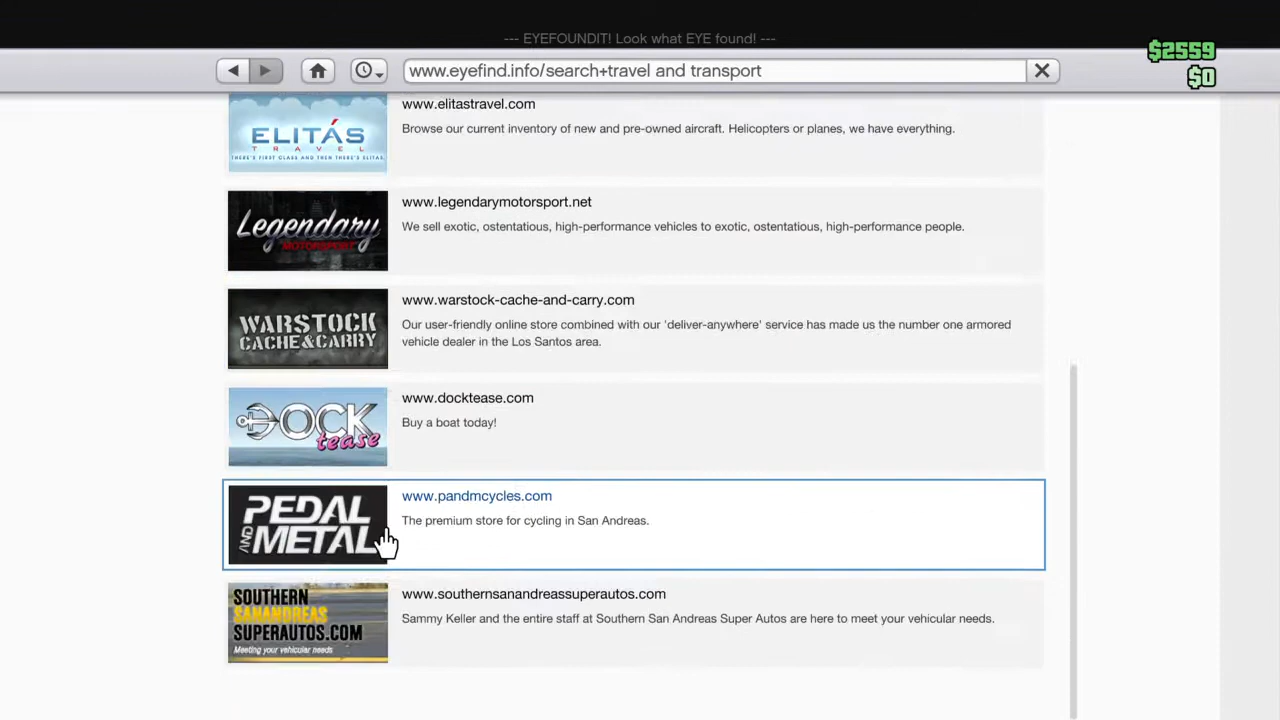 --- EYEFOUNDIT! Look what EYE found! ---
$2559
www.eyefind.info/search+travel and transport
$0
ELITÁS
TRAVEL
THERE'S FIRST CLASS AND THEN THERE'S ELITAS.
www.elitastravel.com
Browse our current inventory of new and pre-owned aircraft. Helicopters or planes, we have everything.
Legendary
MOTORSPORT
www.legendarymotorsport.net
We sell exotic, ostentatious, high-performance vehicles to exotic, ostentatious, high-performance people.
WARSTOCK
CACHE&CARRY
www.warstock-cache-and-carry.com
Our user-friendly online store combined with our 'deliver-anywhere' service has made us the number one armored
vehicle dealer in the Los Santos area.
DOCK
tease
www.docktease.com
Buy a boat today!
PEDAL
AND METAL
www.pandmcycles.com
The premium store for cycling in San Andreas.
SOUTHERN
SANANDREAS
SUPERAUTOS.COM
Meeting your vehicular needs
www.southernsanandreassuperautos.com
Sammy Keller and the entire staff at Southern San Andreas Super Autos are here to meet your vehicular needs.